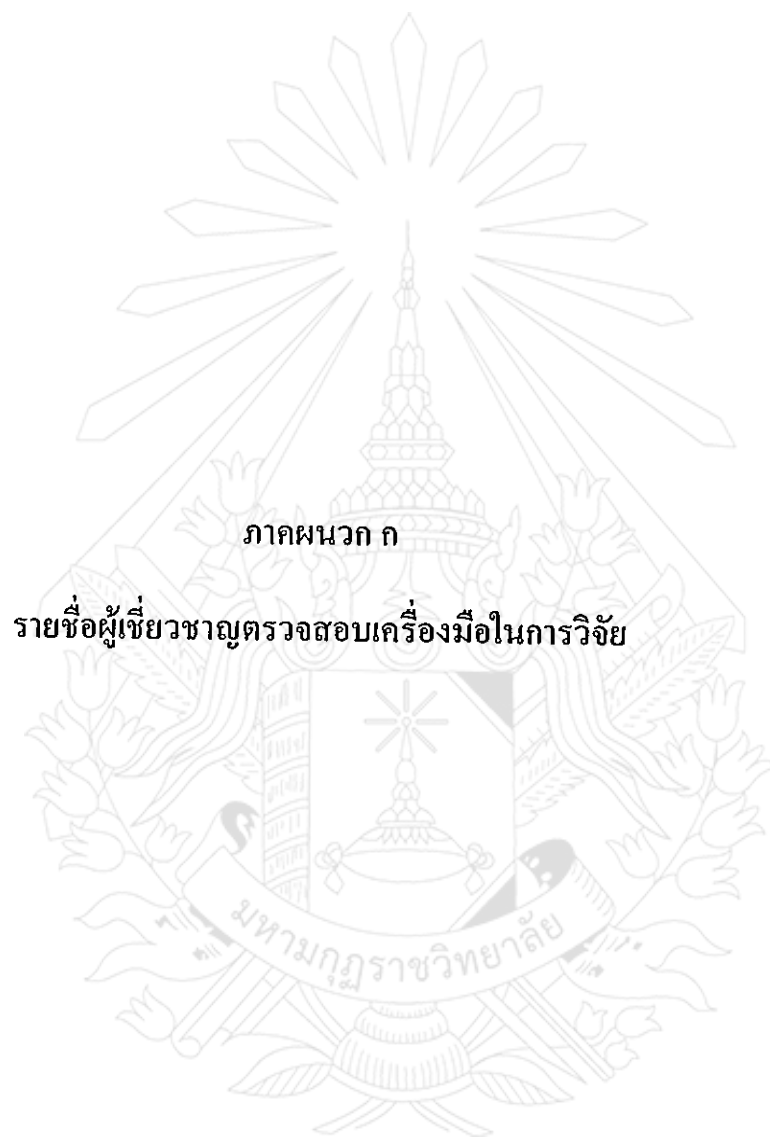 ภาคผนวก ก
รายชื่อผู้เชี่ยวชาญตรวจสอบเครื่องมือในการวิจัย
มหามกุฏราชวิทยาลัย